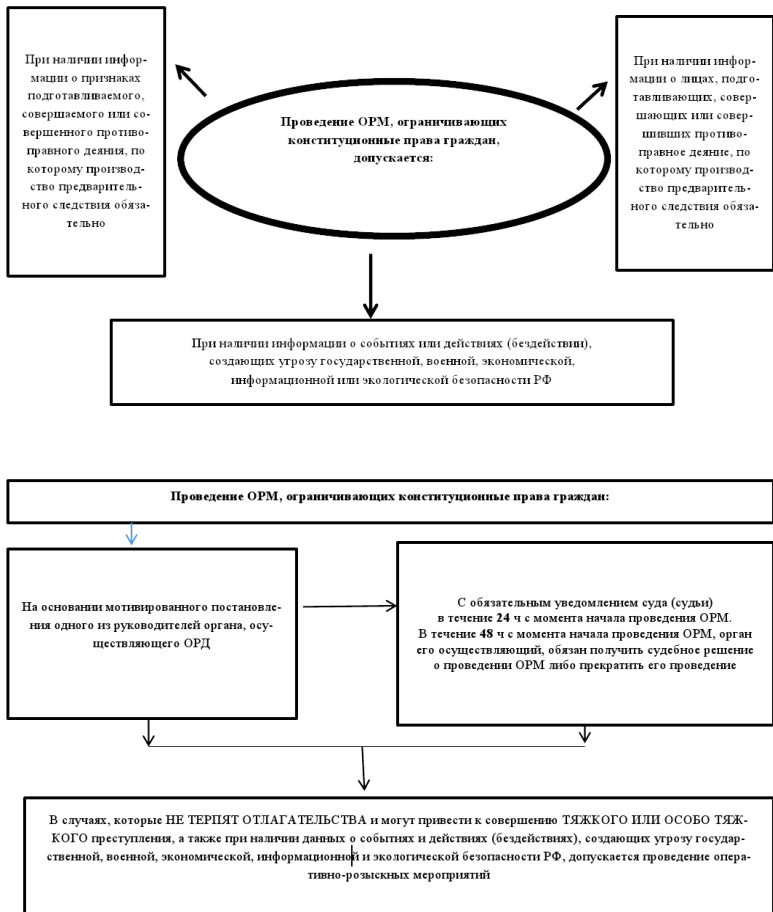 При наличии инфор-
мации о признаках
подготавливаемого,
совершаемого или со-
вершенного противо-
правного деяния, по
которому производ-
ство предваритель-
ного следствия обяза-
тельно
Проведение ОРМ, ограничивающих
конституционные права граждан,
допускается:
При наличии инфор-
мации о лицах, подго-
тавливающих, совер-
шающих или совер-
шивших противо-
правное деяние, по
которому производ-
ство предваритель-
ного следствия обяза-
тельно
При наличии информации о событиях или действиях (бездействии),
создающих угрозу государственной, военной, экономической,
информационной или экологической безопасности РФ
Проведение ОРМ, ограничивающих конституционные права граждан:
На основании мотивированного постановле-
ния одного из руководителей органа, осу-
ществляющего ОРД
С обязательным уведомлением суда (судьи)
в течение 24 ч с момента начала проведения ОРМ.
В течение 48 ч с момента начала проведения ОРМ, орган
его осуществляющий, обязан получить судебное решение
о проведении ОРМ либо прекратить его проведение
В случаях, которые НЕ ТЕРПЯТ ОТЛАГАТЕЛЬСТВА и могут привести к совершению ТЯЖКОГО ИЛИ ОСОБО ТЯЖ-
КОГО преступления, а также при наличии данных о событиях и действиях (бездействиях), создающих угрозу государ-
ственной, военной, экономической, информационной и экологической безопасности РФ, допускается проведение опера-
тивно-розыскных мероприятий